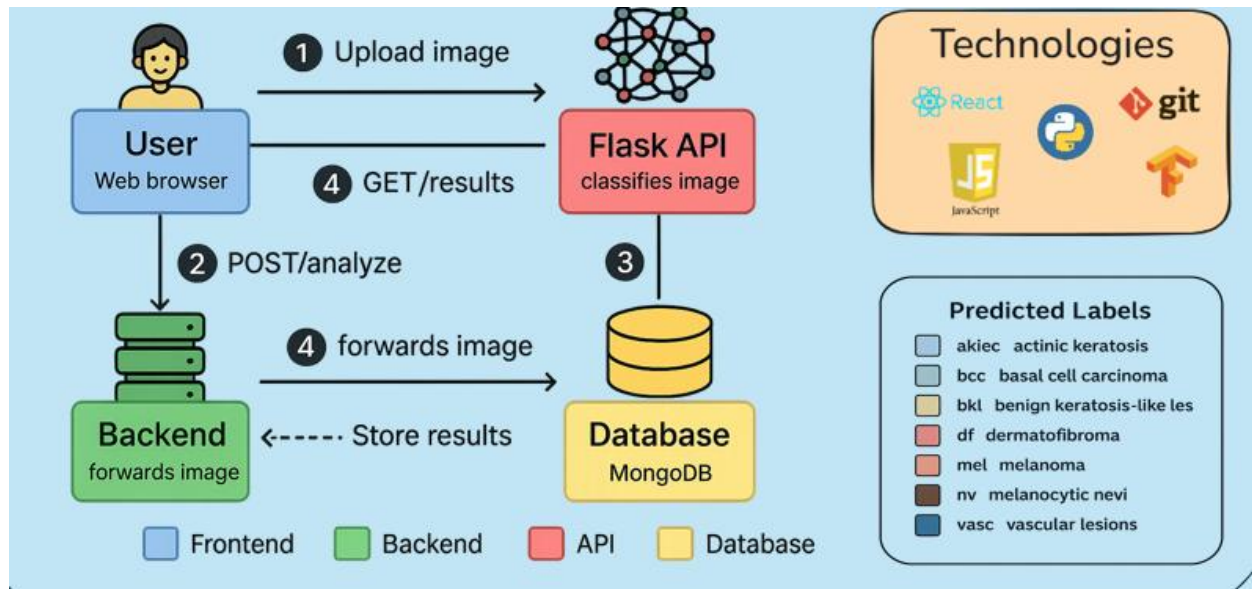 1 Upload image
User
Web browser
Flask API
classifies image
4 GET/results
2 POST/analyze
3
4 forwards image
Backend
forwards image
Store results
Database
MongoDB
Frontend
Backend
API
Database
Technologies
React
git
JS
JavaScript
Predicted Labels
akiec actinic keratosis
bcc basal cell carcinoma
bkl benign keratosis-like les
df dermatofibroma
mel melanoma
nv melanocytic nevi
vasc vascular lesions